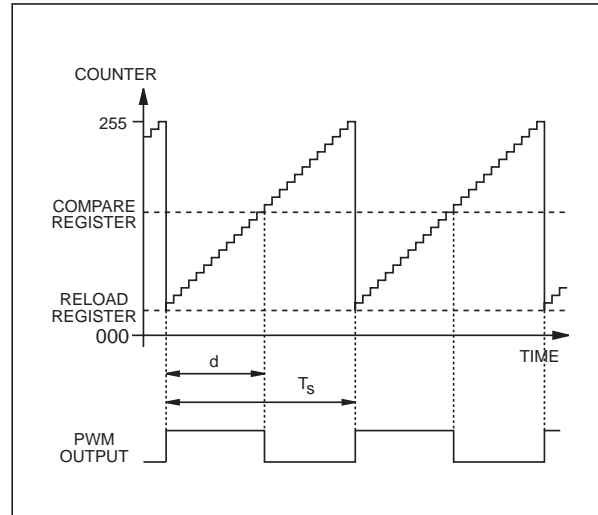 COUNTER
255
COMPARE
REGISTER
RELOAD
REGISTER
000
TIME
d
Ts
PWM
OUTPUT